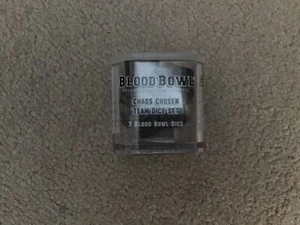 BLOOD BOWL
CHAOS CHOSEN
TEAM DICE SET
7 BLOOD BOWL DICE